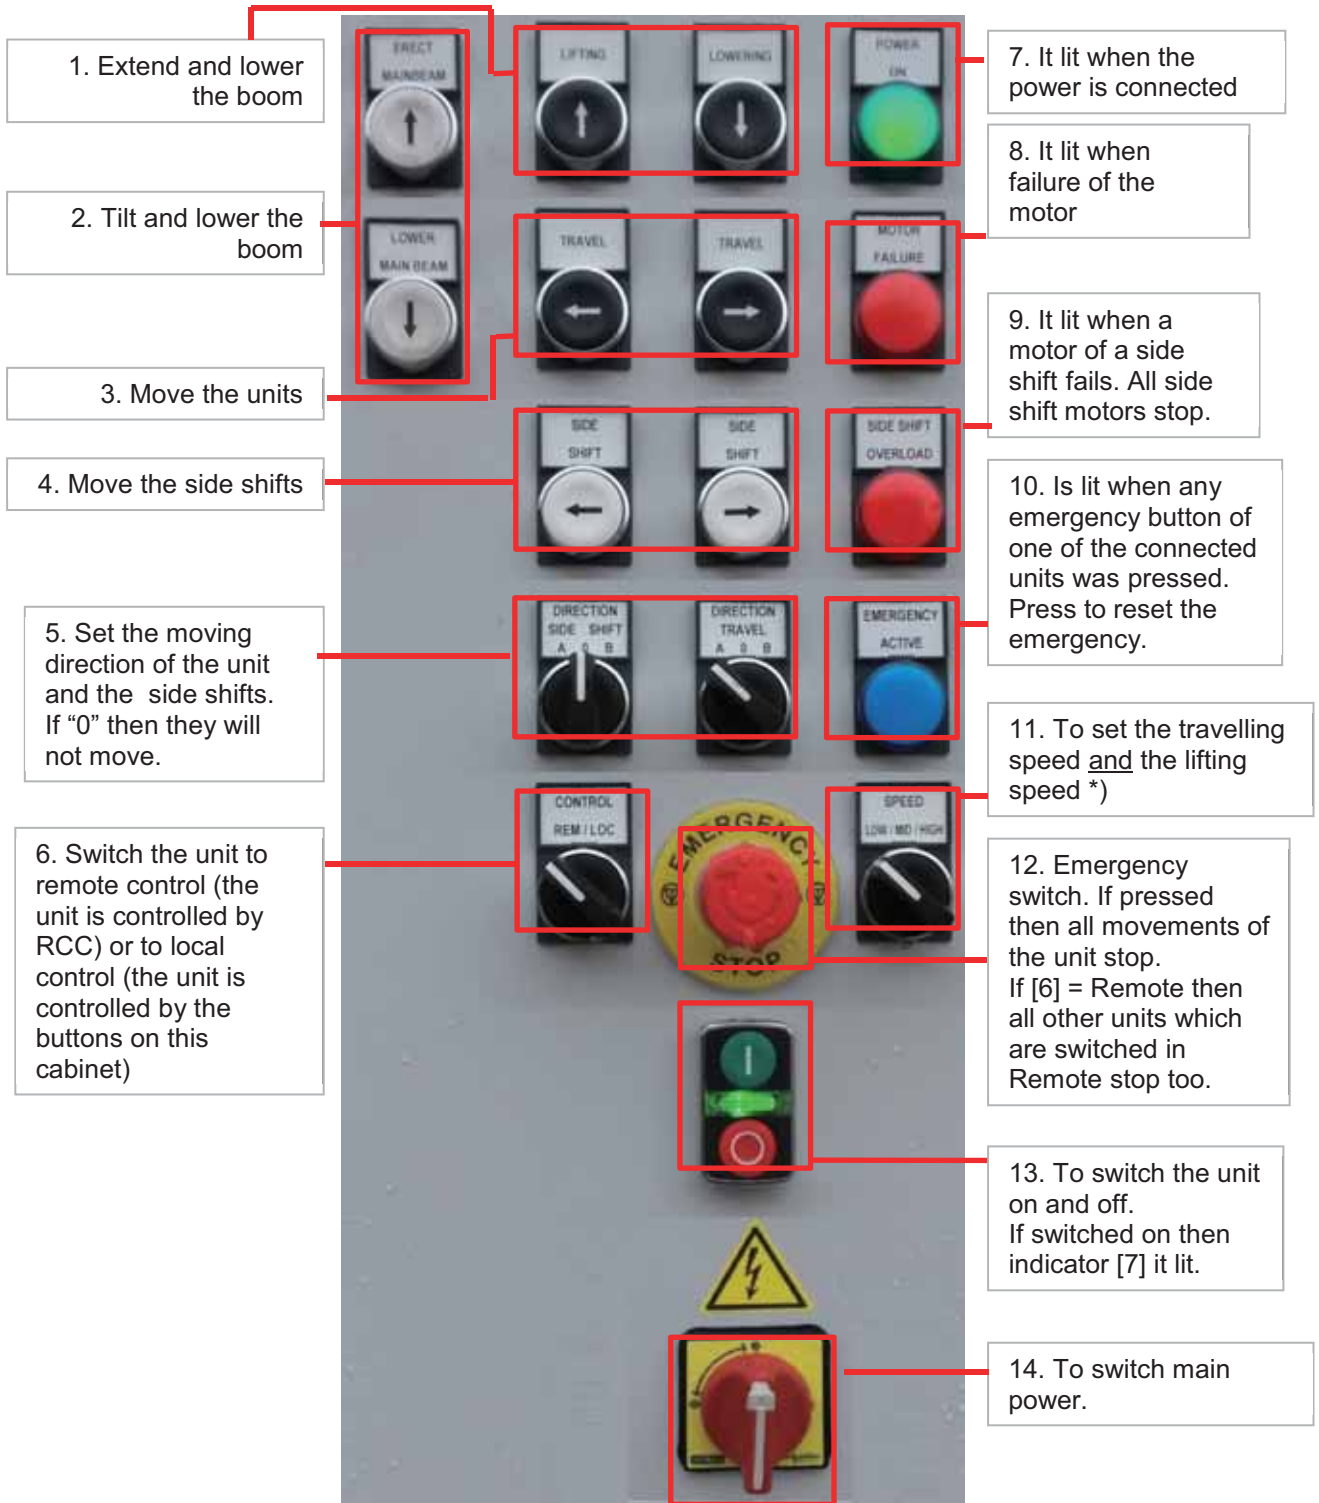 1. Extend and lower
the boom
2. Tilt and lower the
boom
3. Move the units
4. Move the side shifts
5. Set the moving
direction of the unit
and the side shifts.
If “0” then they will
not move.
6. Switch the unit to
remote control (the
unit is controlled by
RCC) or to local
control (the unit is
controlled by the
buttons on this
cabinet)
ERECT
MAINBEAM
LIFTING
LOWERING
POWER
ON
LOWER
MAIN BEAM
TRAVEL
TRAVEL
MOTOR
FAILURE
SIDE
SHIFT
SIDE
SHIFT
SIDE SHIFT
OVERLOAD
DIRECTION
SIDE SHIFT
A 0 B
DIRECTION
TRAVEL
A 0 B
EMERGENCY
ACTIVE
CONTROL
REM / LOC
EMERGENCY
STOP
SPEED
LOW / MID / HIGH
7. It lit when the
power is connected
8. It lit when
failure of the
motor
9. It lit when a
motor of a side
shift fails. All side
shift motors stop.
10. Is lit when any
emergency button of
one of the connected
units was pressed.
Press to reset the
emergency.
11. To set the travelling
speed and the lifting
speed *)
12. Emergency
switch. If pressed
then all movements of
the unit stop.
If [6] = Remote then
all other units which
are switched in
Remote stop too.
13. To switch the unit
on and off.
If switched on then
indicator [7] it lit.
14. To switch main
power.